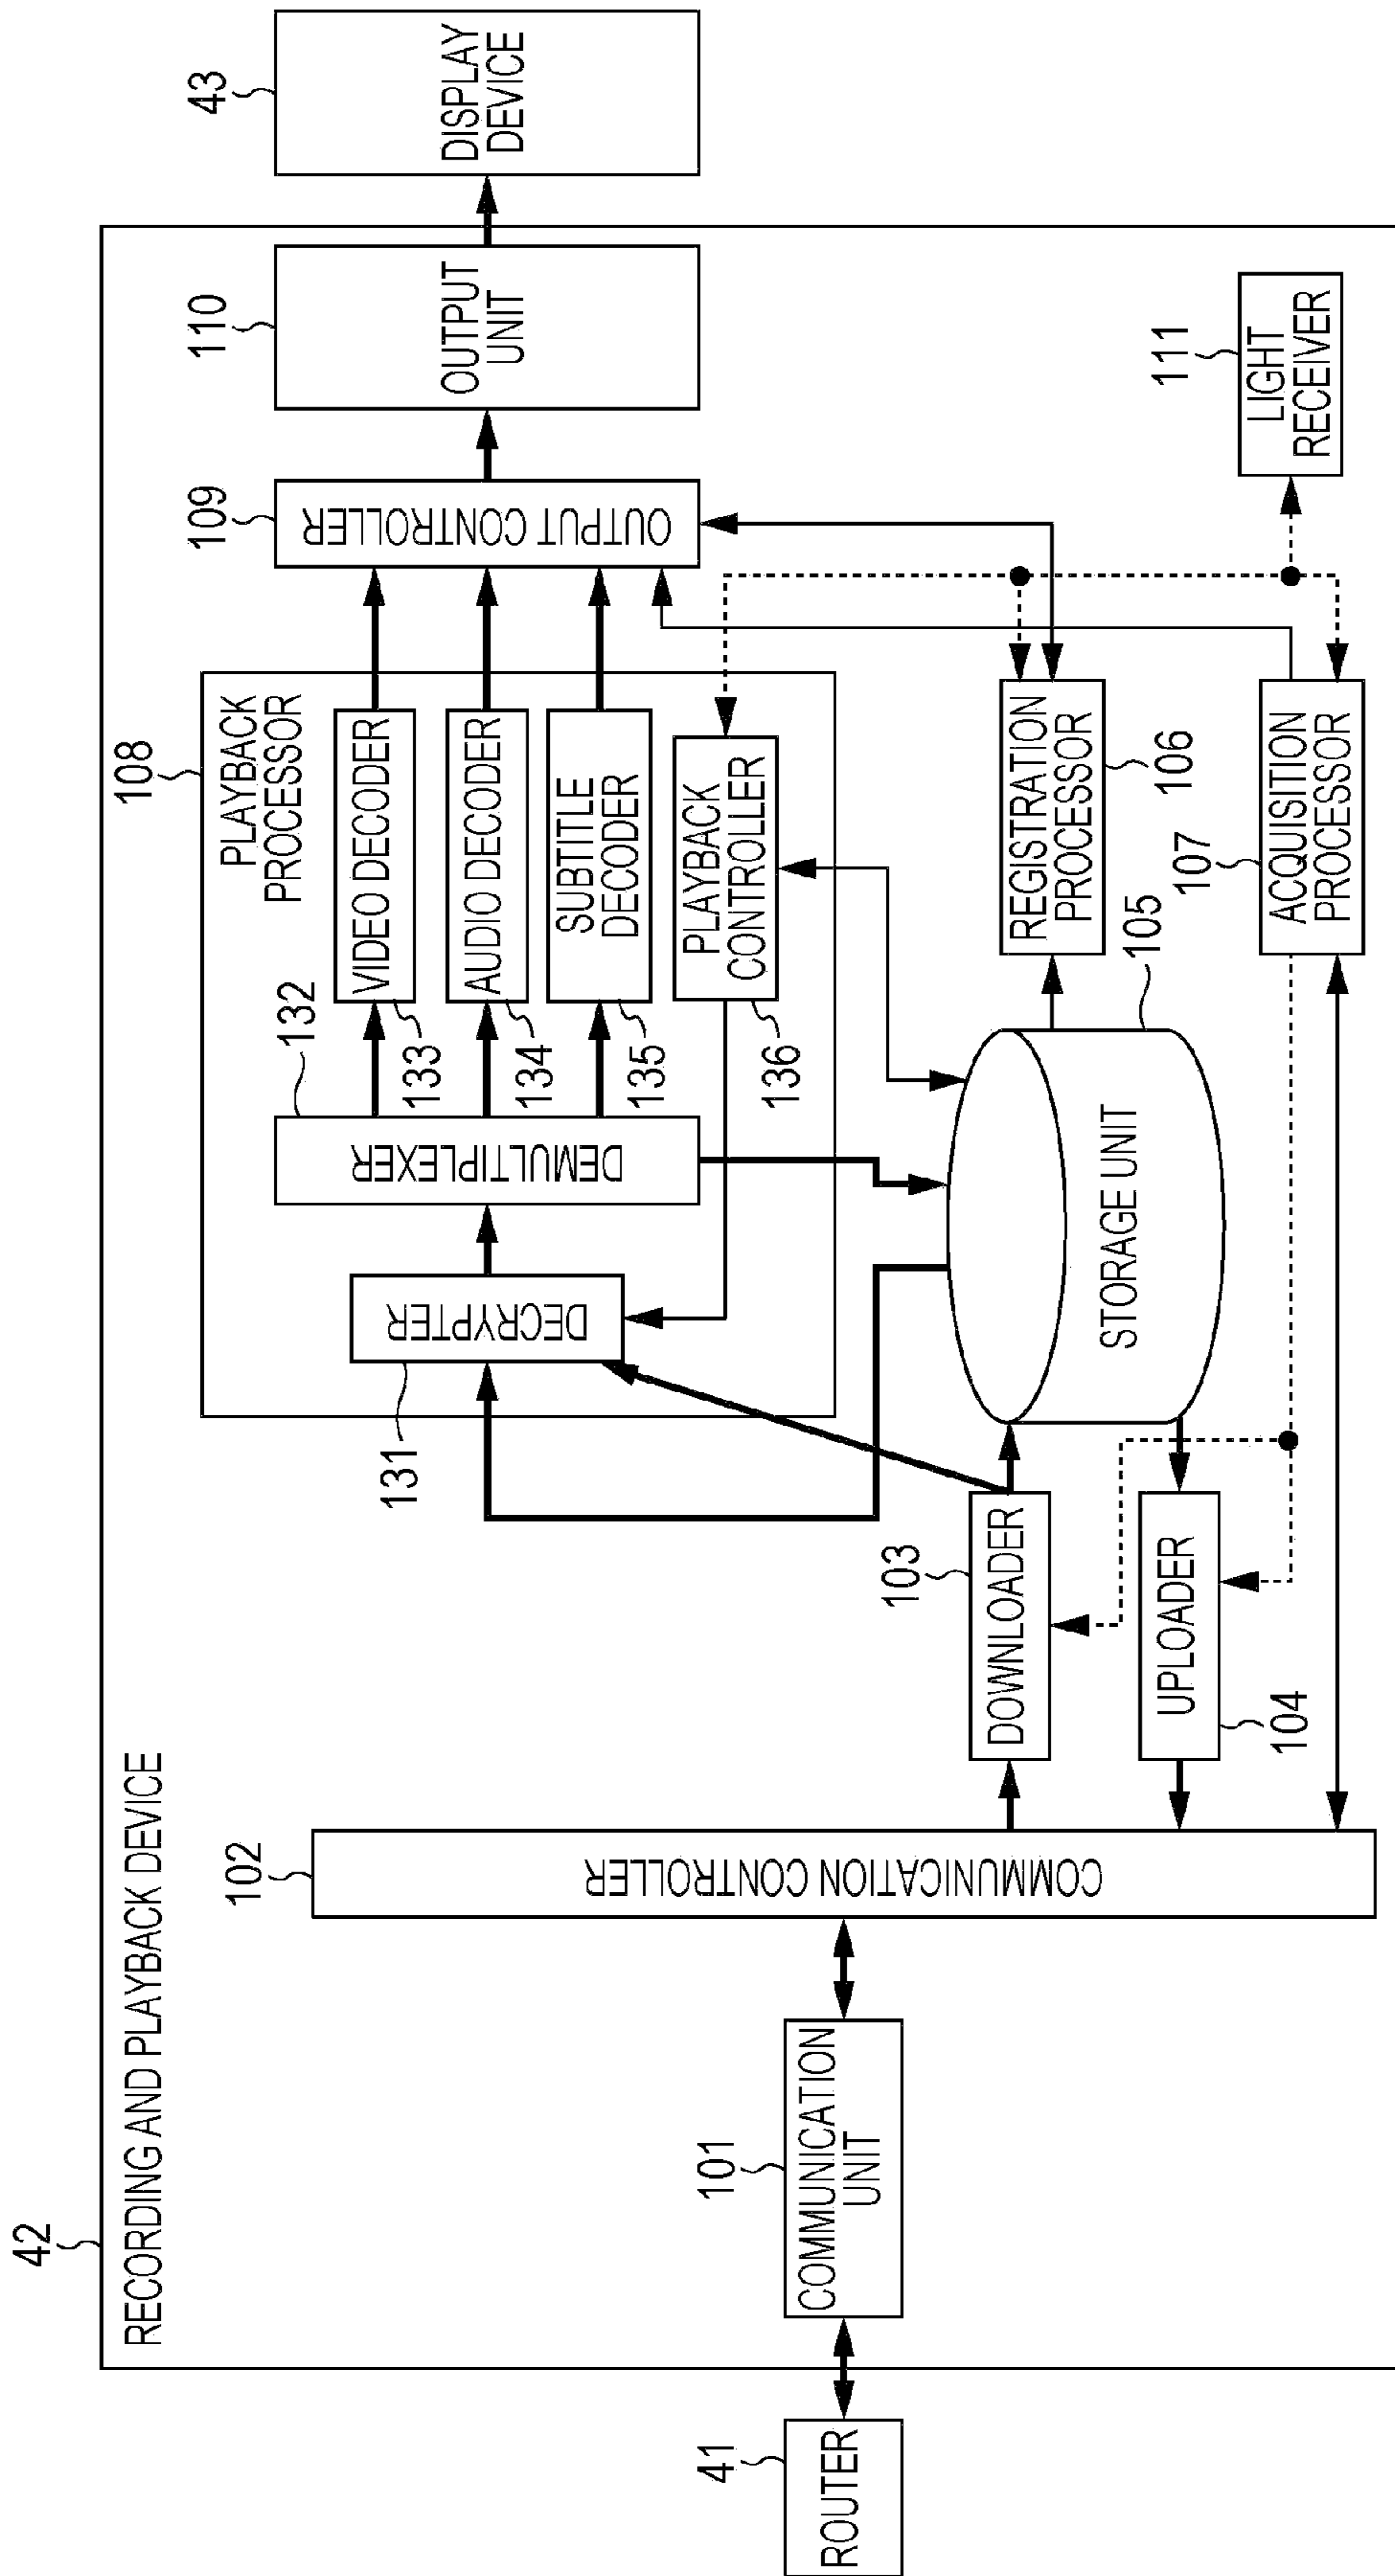 42
RECORDING AND PLAYBACK DEVICE
41
ROUTER
101
COMMUNICATION
UNIT
102
COMMUNICATION CONTROLLER
103
DOWNLOADER
104
UPLOADER
105
STORAGE UNIT
108
PLAYBACK
PROCESSOR
131
DECRYPTER
132
DEMULTIPLEXER
133
VIDEO DECODER
134
AUDIO DECODER
135
SUBTITLE
DECODER
136
PLAYBACK
CONTROLLER
106
REGISTRATION
PROCESSOR
107
ACQUISITION
PROCESSOR
109
OUTPUT CONTROLLER
110
OUTPUT
UNIT
111
LIGHT
RECEIVER
43
DISPLAY
DEVICE